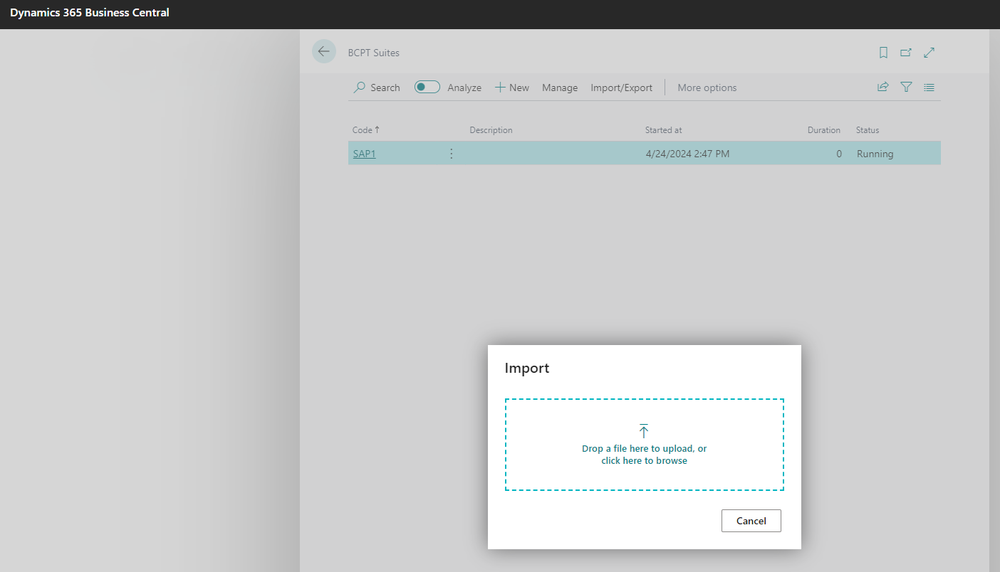 Dynamics 365 Business Central
BCPT Suites
Search Analyze New Manage Import/Export More options
Code ↑ Description Started at Duration Status
SAP1 4/24/2024 2:47 PM 0 Running
Import
Drop a file here to upload, or
click here to browse
Cancel